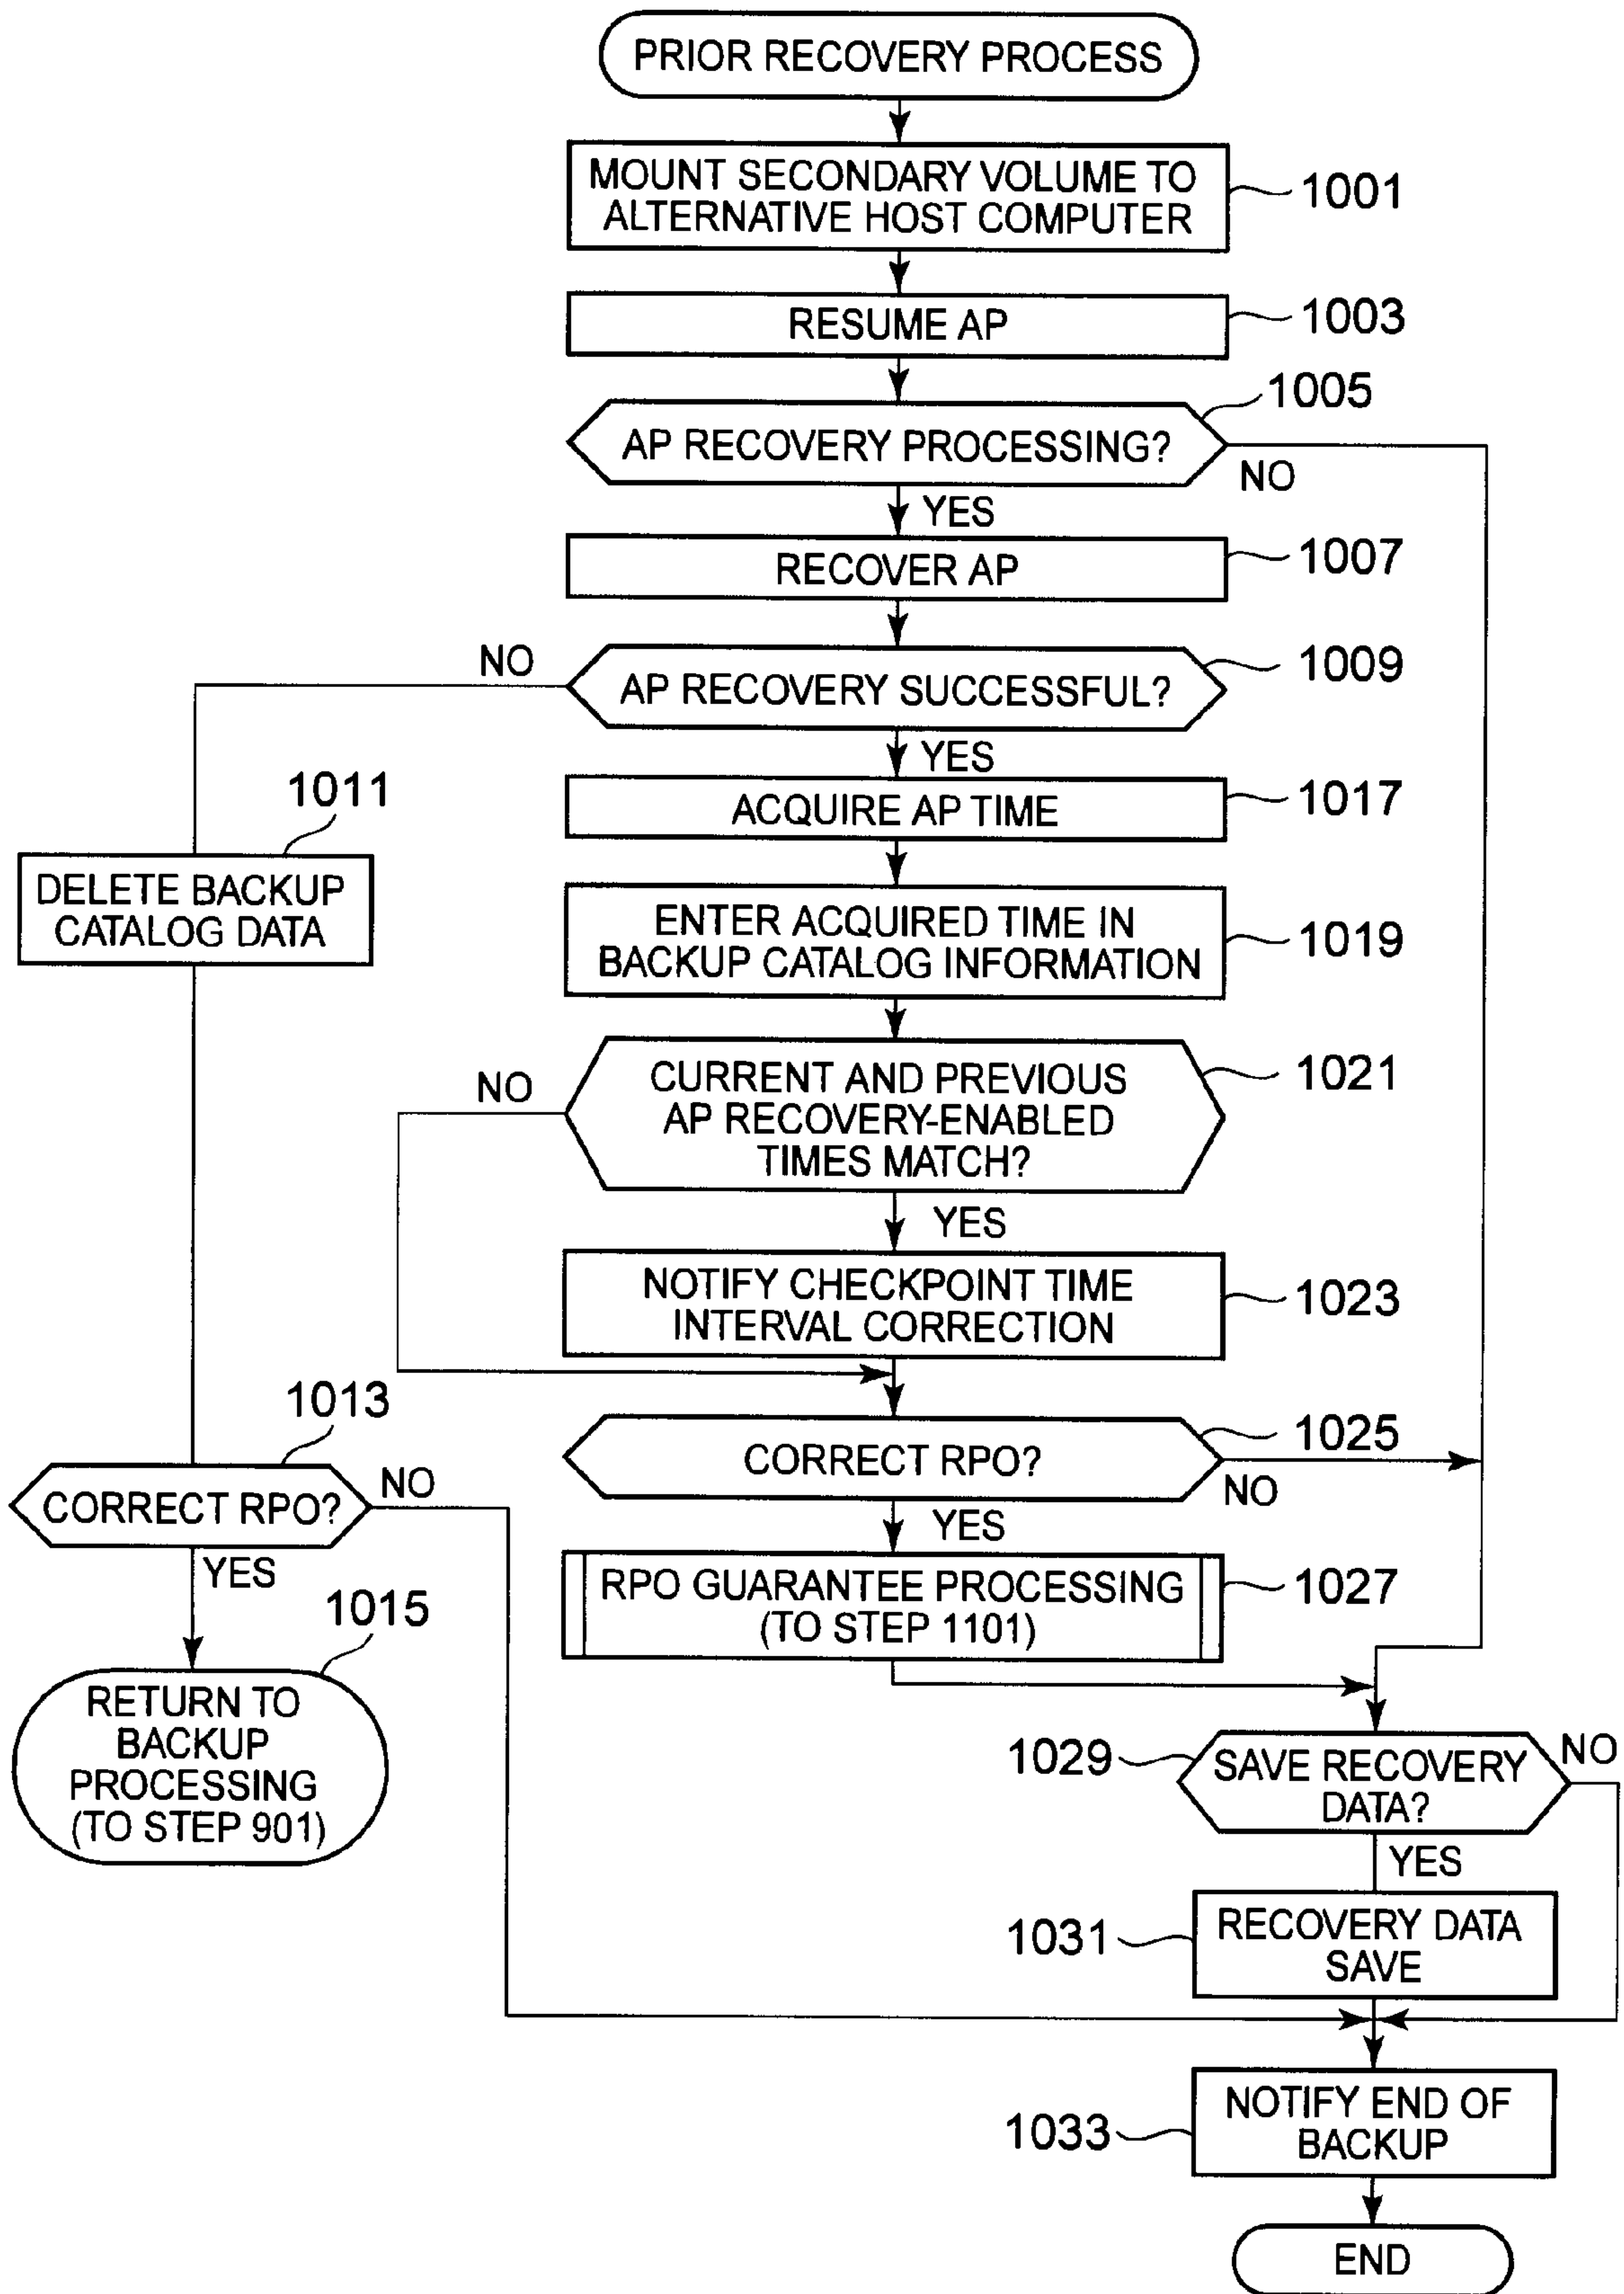 PRIOR RECOVERY PROCESS
MOUNT SECONDARY VOLUME TO
ALTERNATIVE HOST COMPUTER
1001
RESUME AP
1003
1005
AP RECOVERY PROCESSING?
NO
YES
RECOVER AP
1007
NO
AP RECOVERY SUCCESSFUL?
1009
YES
1011
ACQUIRE AP TIME
1017
DELETE BACKUP
CATALOG DATA
ENTER ACQUIRED TIME IN
BACKUP CATALOG INFORMATION
1019
NO
CURRENT AND PREVIOUS
AP RECOVERY-ENABLED
TIMES MATCH?
1021
YES
NOTIFY CHECKPOINT TIME
INTERVAL CORRECTION
1023
1013
CORRECT RPO?
NO
YES
1015
RETURN TO
BACKUP
PROCESSING
(TO STEP 901)
CORRECT RPO?
1025
NO
YES
RPO GUARANTEE PROCESSING
(TO STEP 1101)
1027
1029
SAVE RECOVERY
DATA?
NO
YES
1031
RECOVERY DATA
SAVE
1033
NOTIFY END OF
BACKUP
END